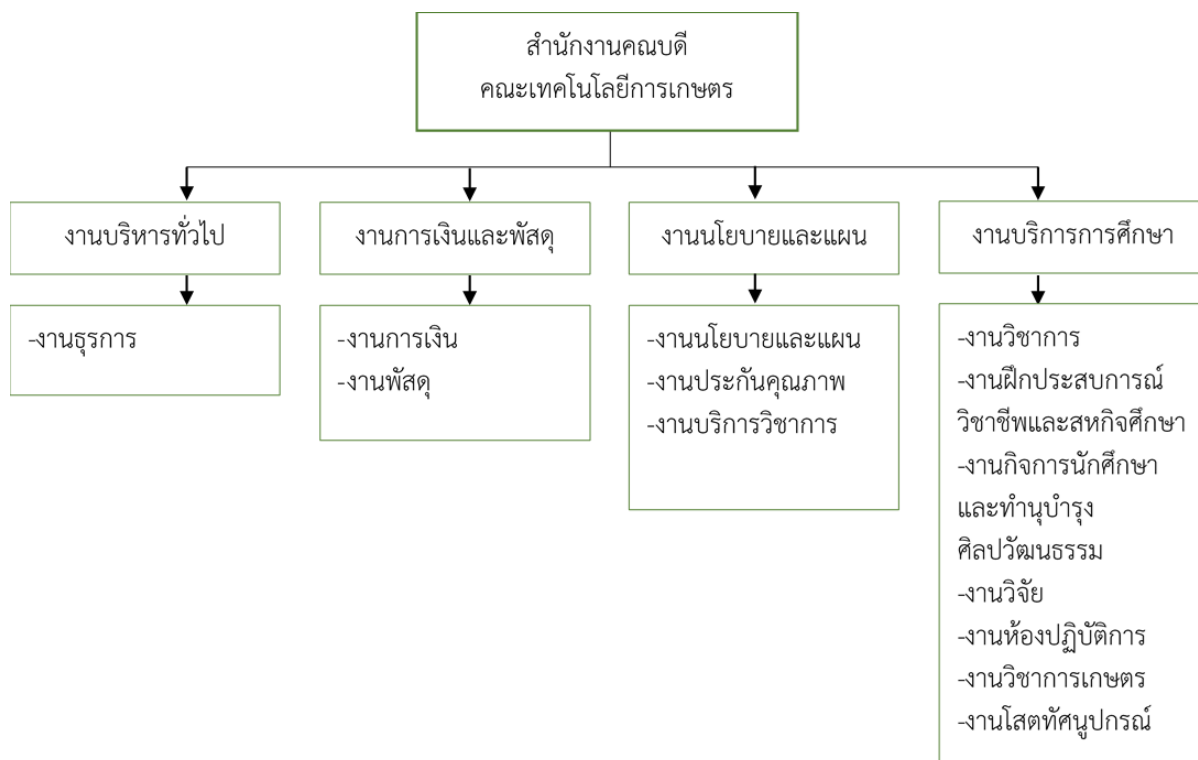 สำนักงานคณบดี
คณะเทคโนโลยีการเกษตร
งานบริหารทั่วไป
งานการเงินและพัสดุ
งานนโยบายและแผน
งานบริการการศึกษา
-งานธุรการ
-งานการเงิน
-งานพัสดุ
-งานนโยบายและแผน
-งานประกันคุณภาพ
-งานบริการวิชาการ
-งานวิชาการ
-งานฝึกประสบการณ์
วิชาชีพและสหกิจศึกษา
-งานกิจการนักศึกษา
และทำนุบำรุง
ศิลปวัฒนธรรม
-งานวิจัย
-งานห้องปฏิบัติการ
-งานวิชาการเกษตร
-งานโสตทัศนูปกรณ์